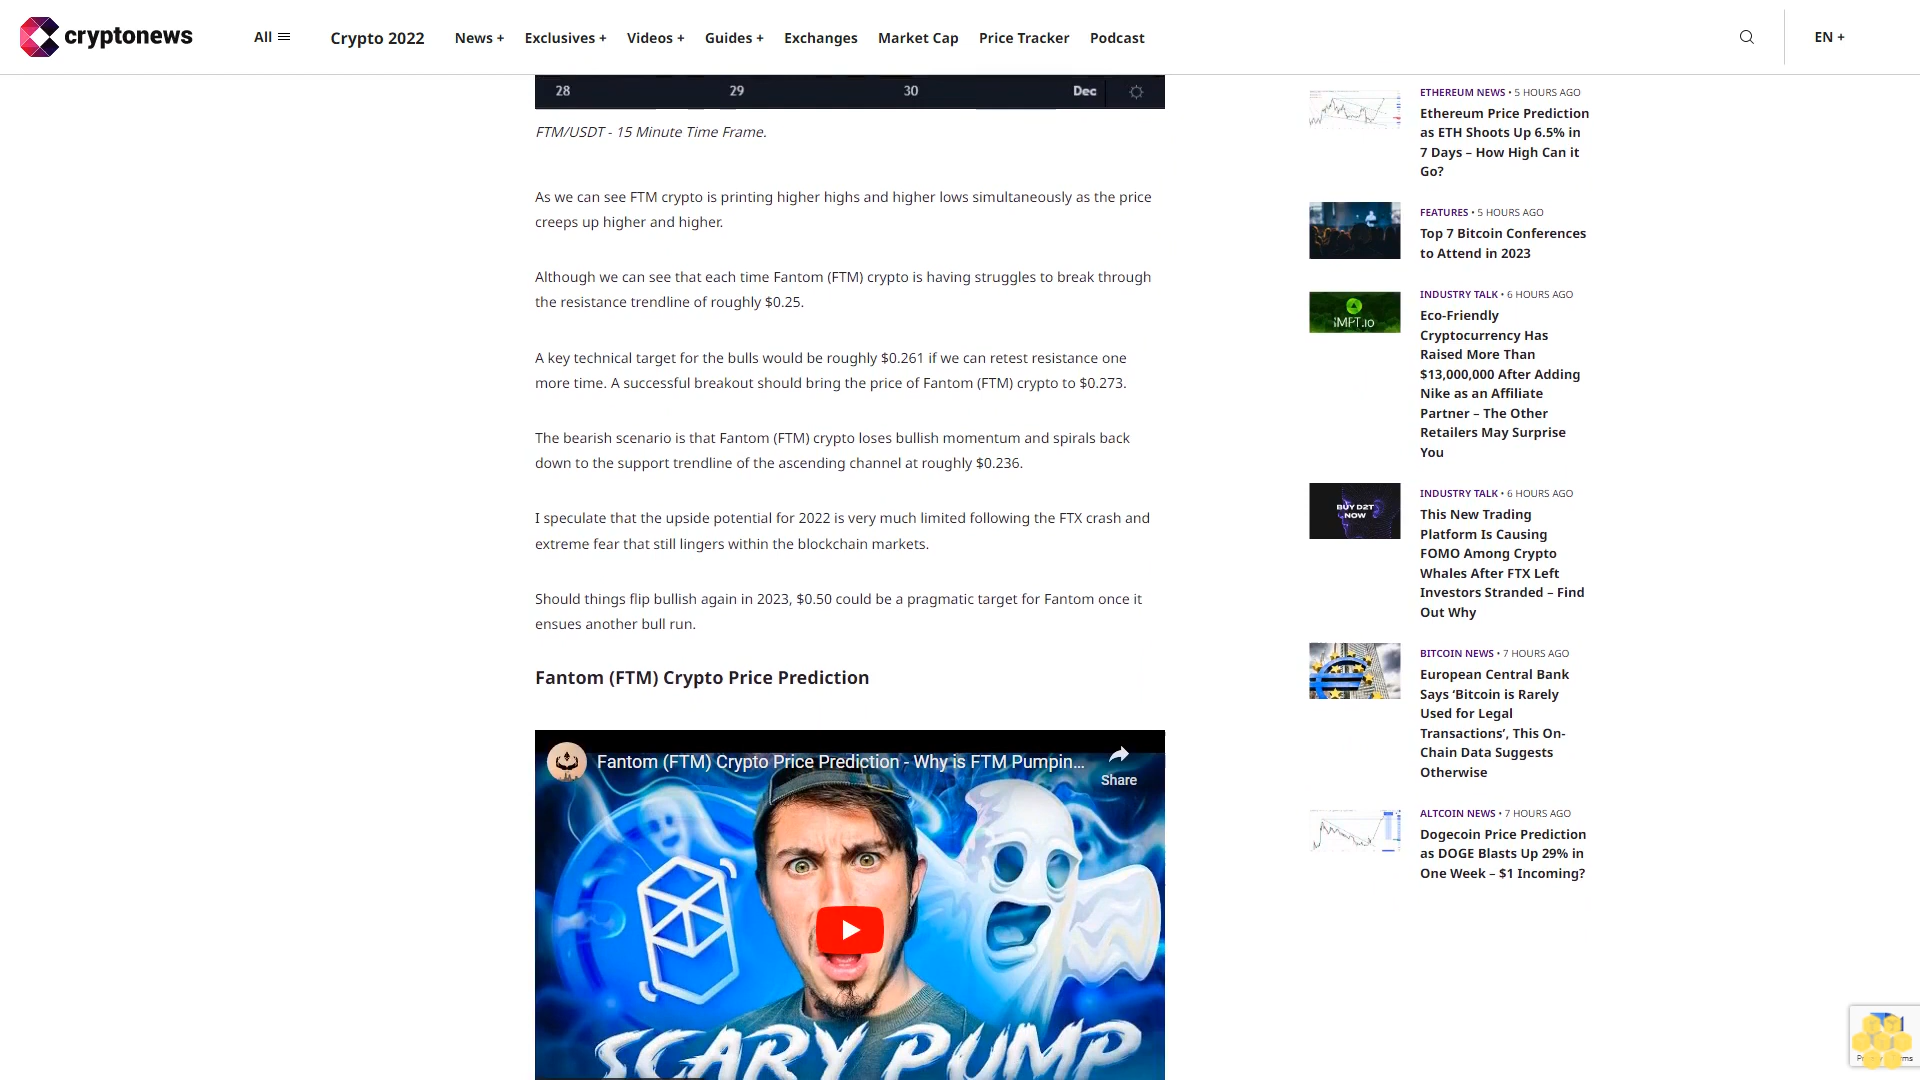 cryptonews
All
Crypto 2022
News +
Exclusives +
Videos +
Guides +
Exchanges
Market Cap
Price Tracker
Podcast
EN +
28 29 30 Dec
FTM/USDT - 15 Minute Time Frame.
As we can see FTM crypto is printing higher highs and higher lows simultaneously as the price
creeps up higher and higher.
Although we can see that each time Fantom (FTM) crypto is having struggles to break through
the resistance trendline of roughly $0.25.
A key technical target for the bulls would be roughly $0.261 if we can retest resistance one
more time. A successful breakout should bring the price of Fantom (FTM) crypto to $0.273.
The bearish scenario is that Fantom (FTM) crypto loses bullish momentum and spirals back
down to the support trendline of the ascending channel at roughly $0.236.
I speculate that the upside potential for 2022 is very much limited following the FTX crash and
extreme fear that still lingers within the blockchain markets.
Should things flip bullish again in 2023, $0.50 could be a pragmatic target for Fantom once it
ensues another bull run.
Fantom (FTM) Crypto Price Prediction
Fantom (FTM) Crypto Price Prediction - Why is FTM Pumpin...
Share
SCARY PUMP
ETHEREUM NEWS • 5 HOURS AGO
Ethereum Price Prediction
as ETH Shoots Up 6.5% in
7 Days – How High Can it
Go?
FEATURES • 5 HOURS AGO
Top 7 Bitcoin Conferences
to Attend in 2023
iMPT.io
INDUSTRY TALK • 6 HOURS AGO
Eco-Friendly
Cryptocurrency Has
Raised More Than
$13,000,000 After Adding
Nike as an Affiliate
Partner – The Other
Retailers May Surprise
You
BUY D2T
NOW
INDUSTRY TALK • 6 HOURS AGO
This New Trading
Platform Is Causing
FOMO Among Crypto
Whales After FTX Left
Investors Stranded – Find
Out Why
BITCOIN NEWS • 7 HOURS AGO
European Central Bank
Says ‘Bitcoin is Rarely
Used for Legal
Transactions’, This On-
Chain Data Suggests
Otherwise
ALTCOIN NEWS • 7 HOURS AGO
Dogecoin Price Prediction
as DOGE Blasts Up 29% in
One Week – $1 Incoming?